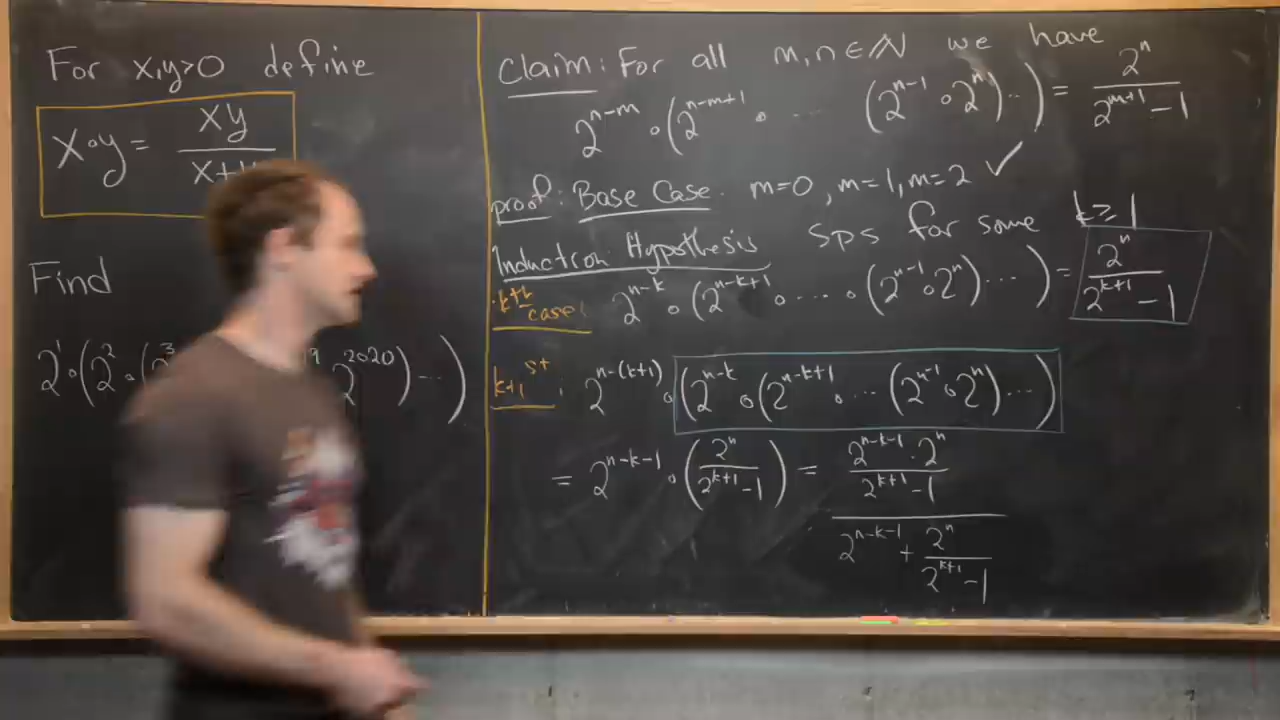 For x,y>0 define
x∘y = xy / x+
Find
2^1∘(2^2∘(2^3 2^2020)⋯)
Claim: For all m,n∈ℕ we have
2^{n-m}∘(2^{n-m+1}∘ ⋯ (2^{n-1}∘2^n)⋯) = 2^n / 2^{m+1}-1
proof: Base Case. m=0, m=1, m=2 ✓
Induction Hypothesis Sps for some k≥1
kth case: 2^{n-k}∘(2^{n-k+1}∘⋯∘(2^{n-1}∘2^n)⋯) = 2^n / 2^{k+1}-1
k+1^{st}: 2^{n-(k+1)}∘(2^{n-k}∘(2^{n-k+1}∘⋯(2^{n-1}∘2^n)⋯)
= 2^{n-k-1}∘(2^n / 2^{k+1}-1) = (2^{n-k-1}·2^n / 2^{k+1}-1) / (2^{n-k-1} + 2^n / 2^{k+1}-1)